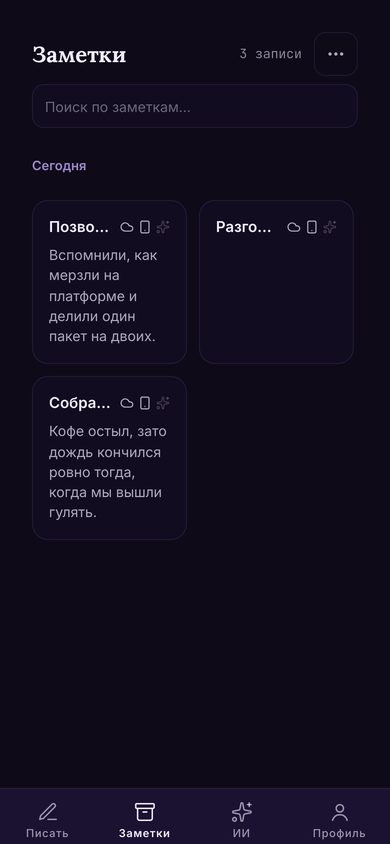 Заметки
3 записи
Поиск по заметкам...
Сегодня
Позво...
Вспомнили, как
мерзли на
платформе и
делили один
пакет на двоих.
Разго...
Собра...
Кофе остыл, зато
дождь кончился
ровно тогда,
когда мы вышли
гулять.
Писать
Заметки
ИИ
Профиль